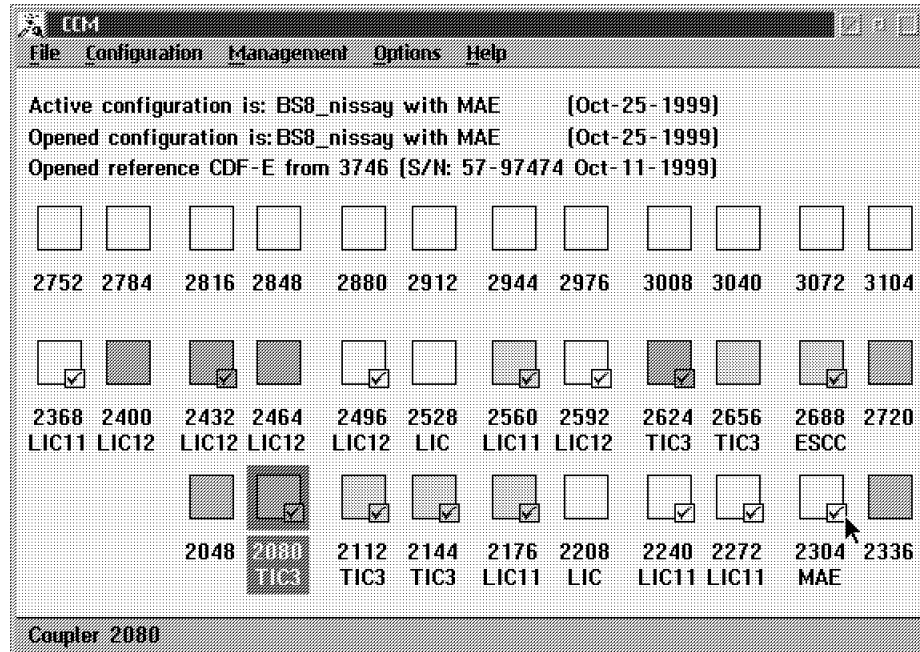 CCM
File Configuration Management Options Help
Active configuration is: BS8_nissay with MAE (Oct-25-1999)
Opened configuration is: BS8_nissay with MAE (Oct-25-1999)
Opened reference CDF-E from 3746 (S/N: 57-97474 Oct-11-1999)
2752 2784 2816 2848 2880 2912 2944 2976 3008 3040 3072 3104
2368 2400 2432 2464 2496 2528 2560 2592 2624 2656 2688 2720
LIC11 LIC12 LIC12 LIC12 LIC12 LIC LIC11 LIC12 TIC3 TIC3 ESCC
2048 2080 2112 2144 2176 2208 2240 2272 2304 2336
TIC3 TIC3 TIC3 LIC11 LIC LIC11 LIC11 MAE
Coupler 2080